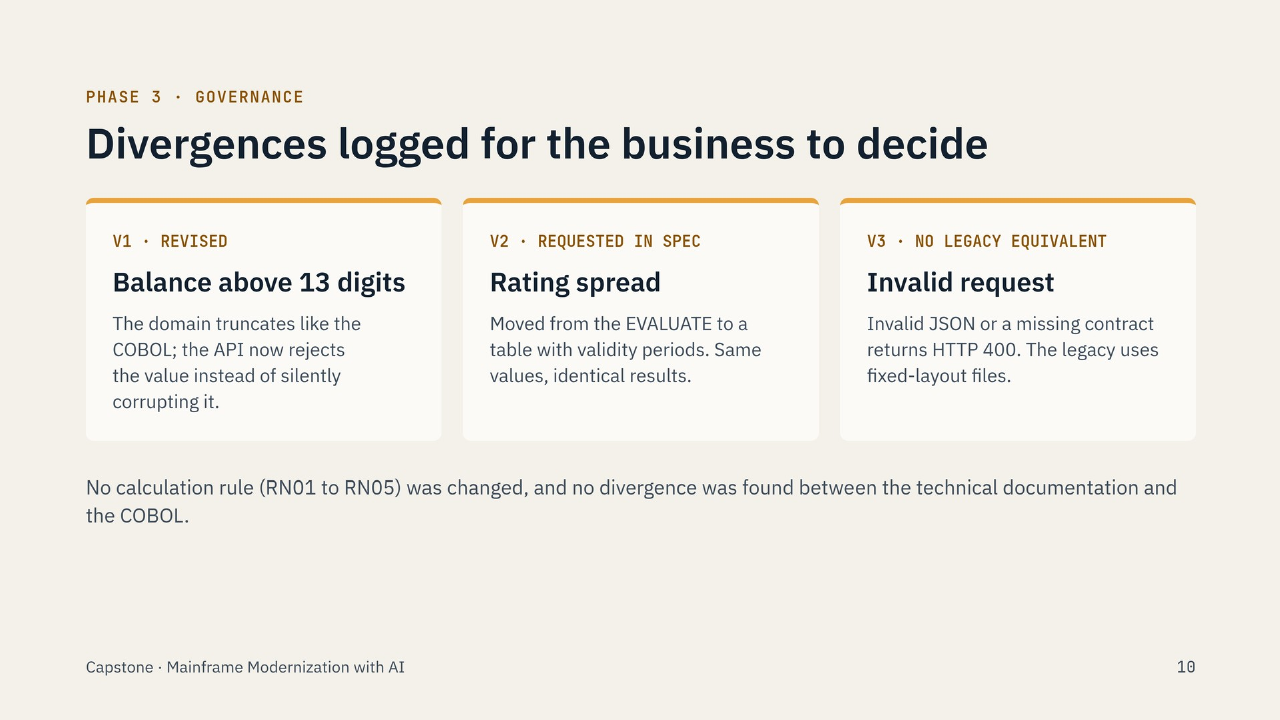 PHASE 3 · GOVERNANCE
Divergences logged for the business to decide
V1 · REVISED
Balance above 13 digits
The domain truncates like the
COBOL; the API now rejects
the value instead of silently
corrupting it.
V2 · REQUESTED IN SPEC
Rating spread
Moved from the EVALUATE to a
table with validity periods. Same
values, identical results.
V3 · NO LEGACY EQUIVALENT
Invalid request
Invalid JSON or a missing contract
returns HTTP 400. The legacy uses
fixed-layout files.
No calculation rule (RN01 to RN05) was changed, and no divergence was found between the technical documentation and
the COBOL.
Capstone · Mainframe Modernization with AI
10